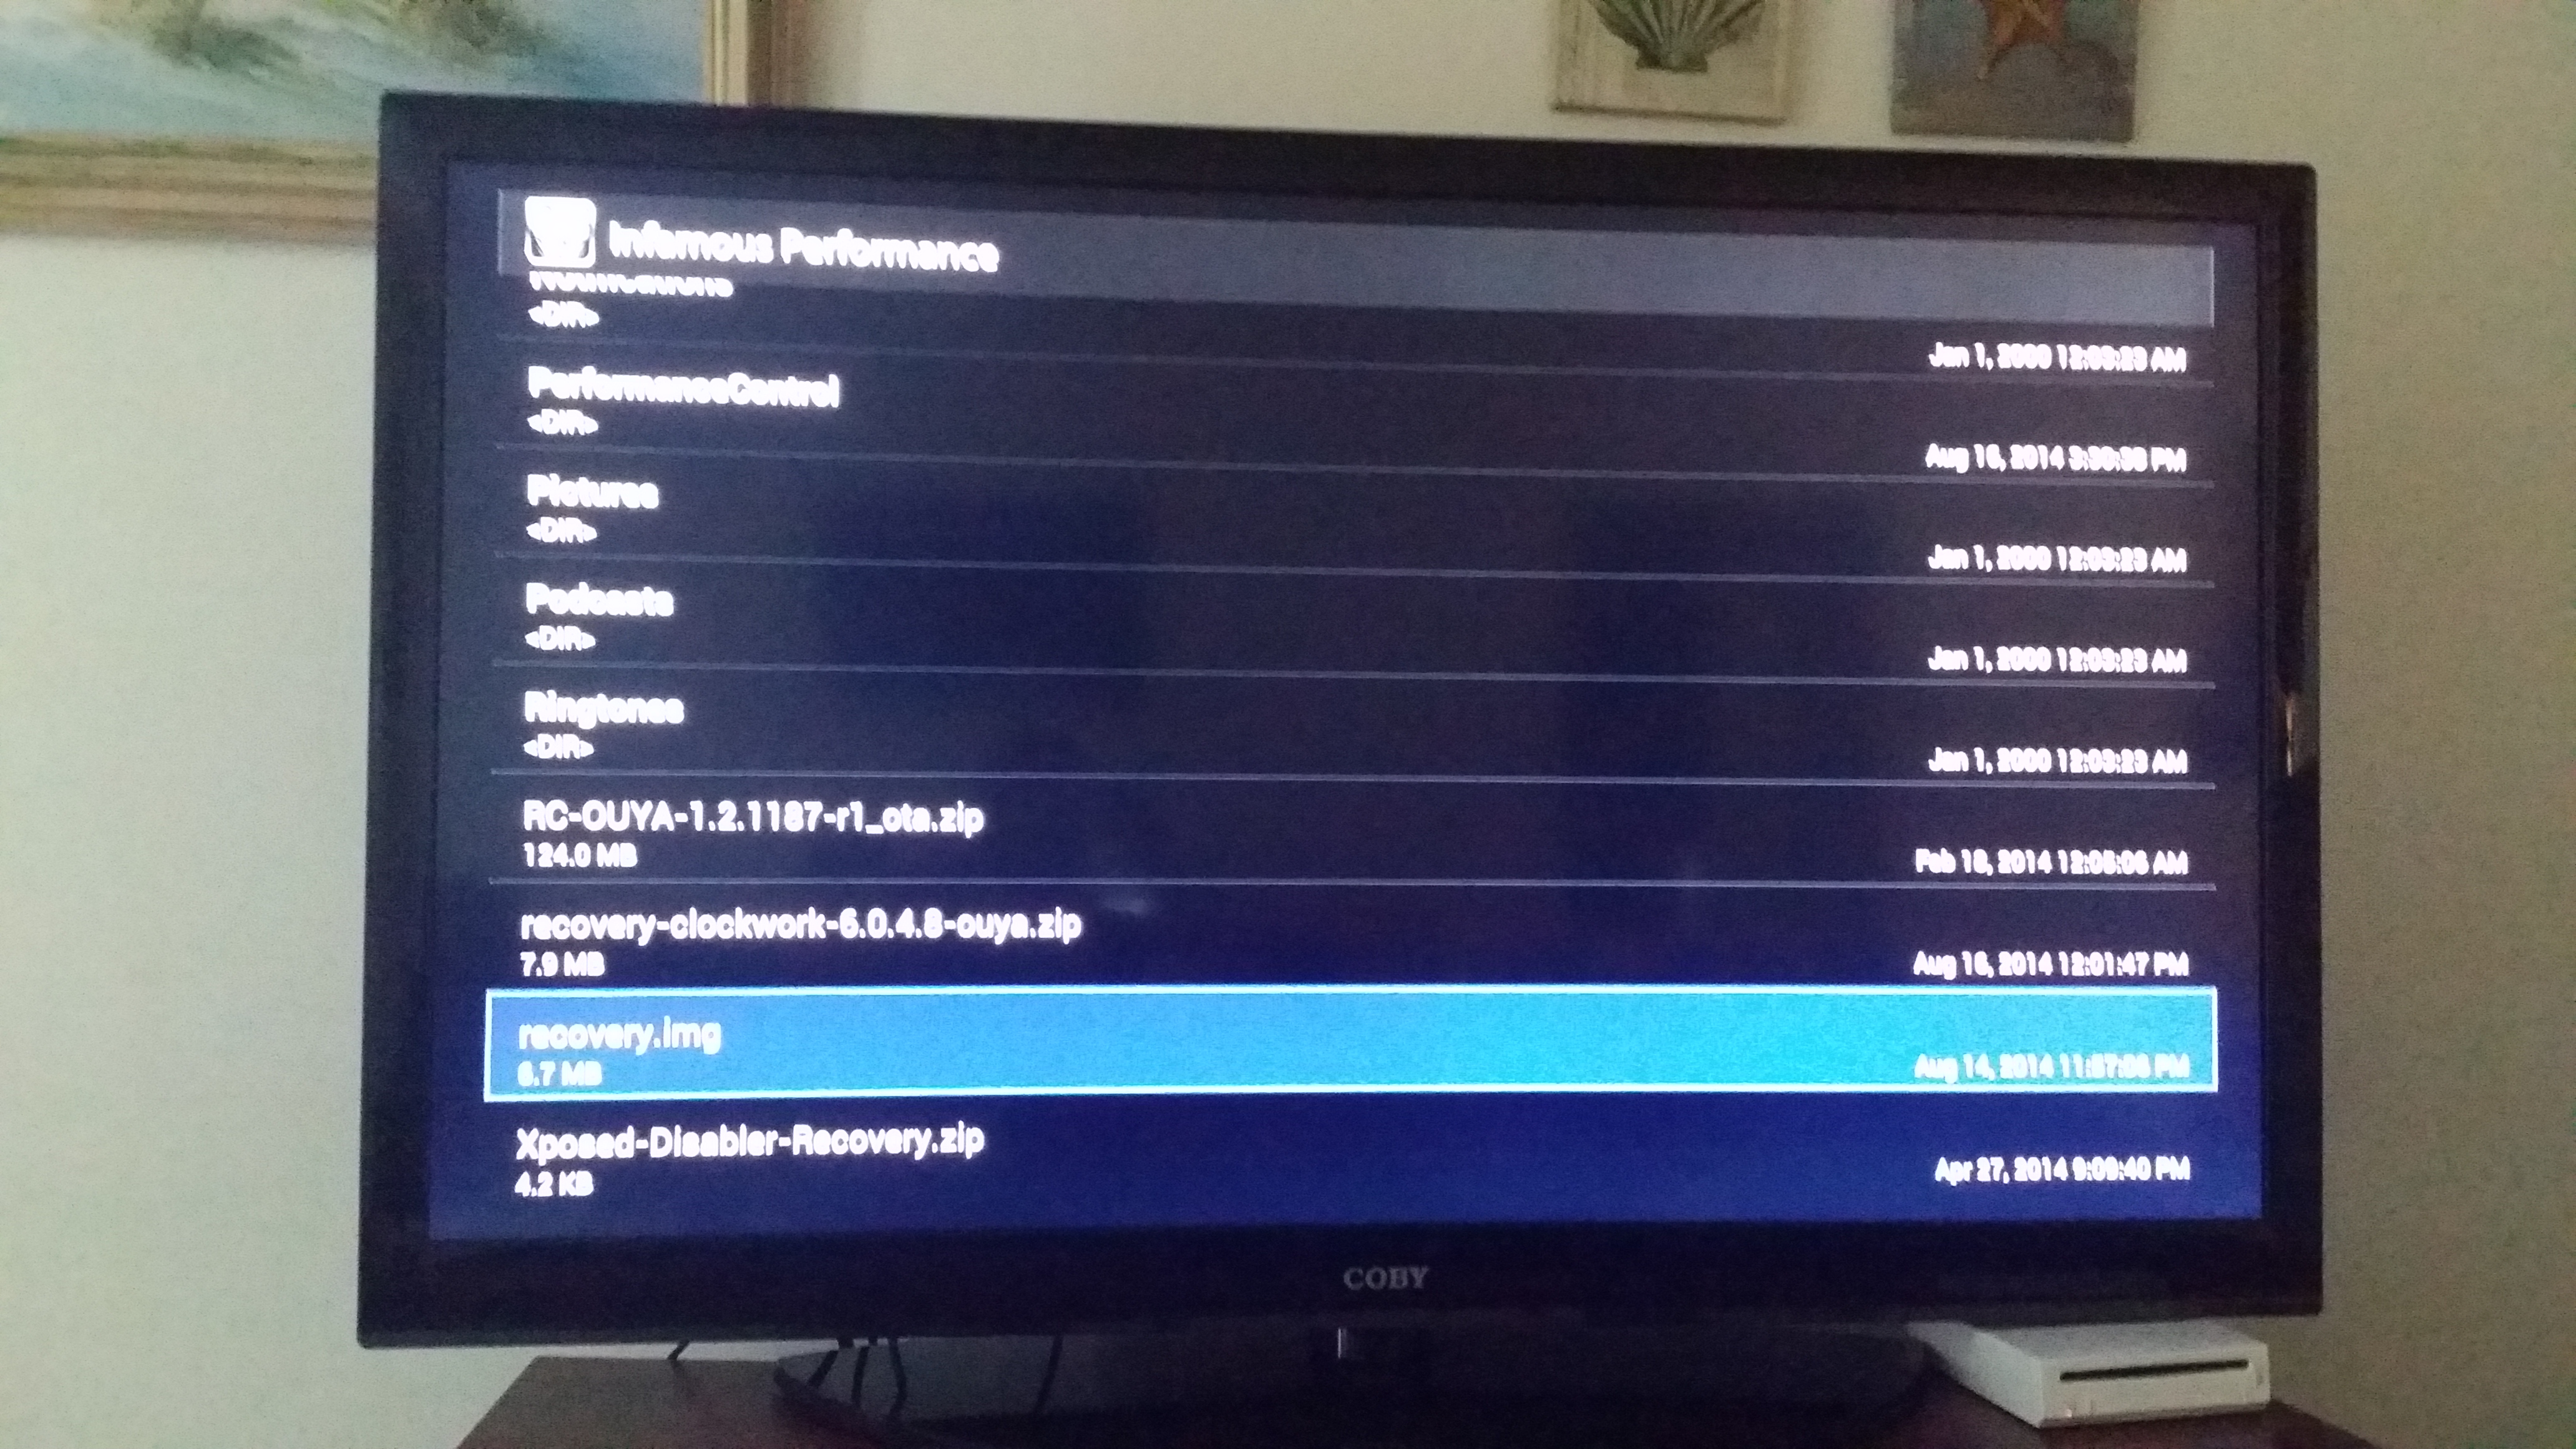 Infamous Performance
<DIR>
Jan 1, 2000 12:03:23 AM
PerformanceControl
<DIR>
Aug 16, 2014 PM
Pictures
<DIR>
Jan 1, 2000 12:03:23 AM
Podcasts
<DIR>
Jan 1, 2000 12:03:23 AM
Ringtones
<DIR>
Jan 1, 2000 12:03:23 AM
RC-OUYA-1.2.1187-r1_ota.zip
124.0 MB
Feb 18, 2014 12:05:06 AM
recovery-clockwork-6.0.4.8-ouya.zip
7.9 MB
Aug 16, 2014 12:01:47 PM
recovery.img
6.7 MB
Aug 14, 2014 PM
Xposed-Disabler-Recovery.zip
4.2 KB
Apr 27, 2014 9:09:40 PM
COBY